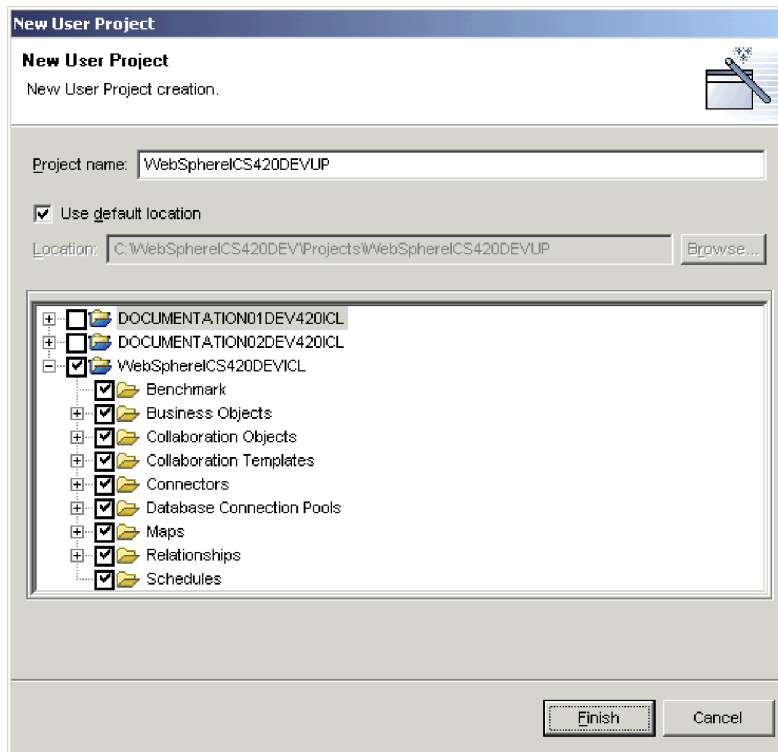 New User Project
New User Project
New User Project creation.
Project name: WebSphereICS420DEVUP
Use default location
Location: C:\WebSphereICS420DEV\Projects\WebSphereICS420DEVUP Browse...
DOCUMENTATION01DEV420ICL
DOCUMENTATION02DEV420ICL
WebSphereICS420DEVICL
Benchmark
Business Objects
Collaboration Objects
Collaboration Templates
Connectors
Database Connection Pools
Maps
Relationships
Schedules
Finish Cancel